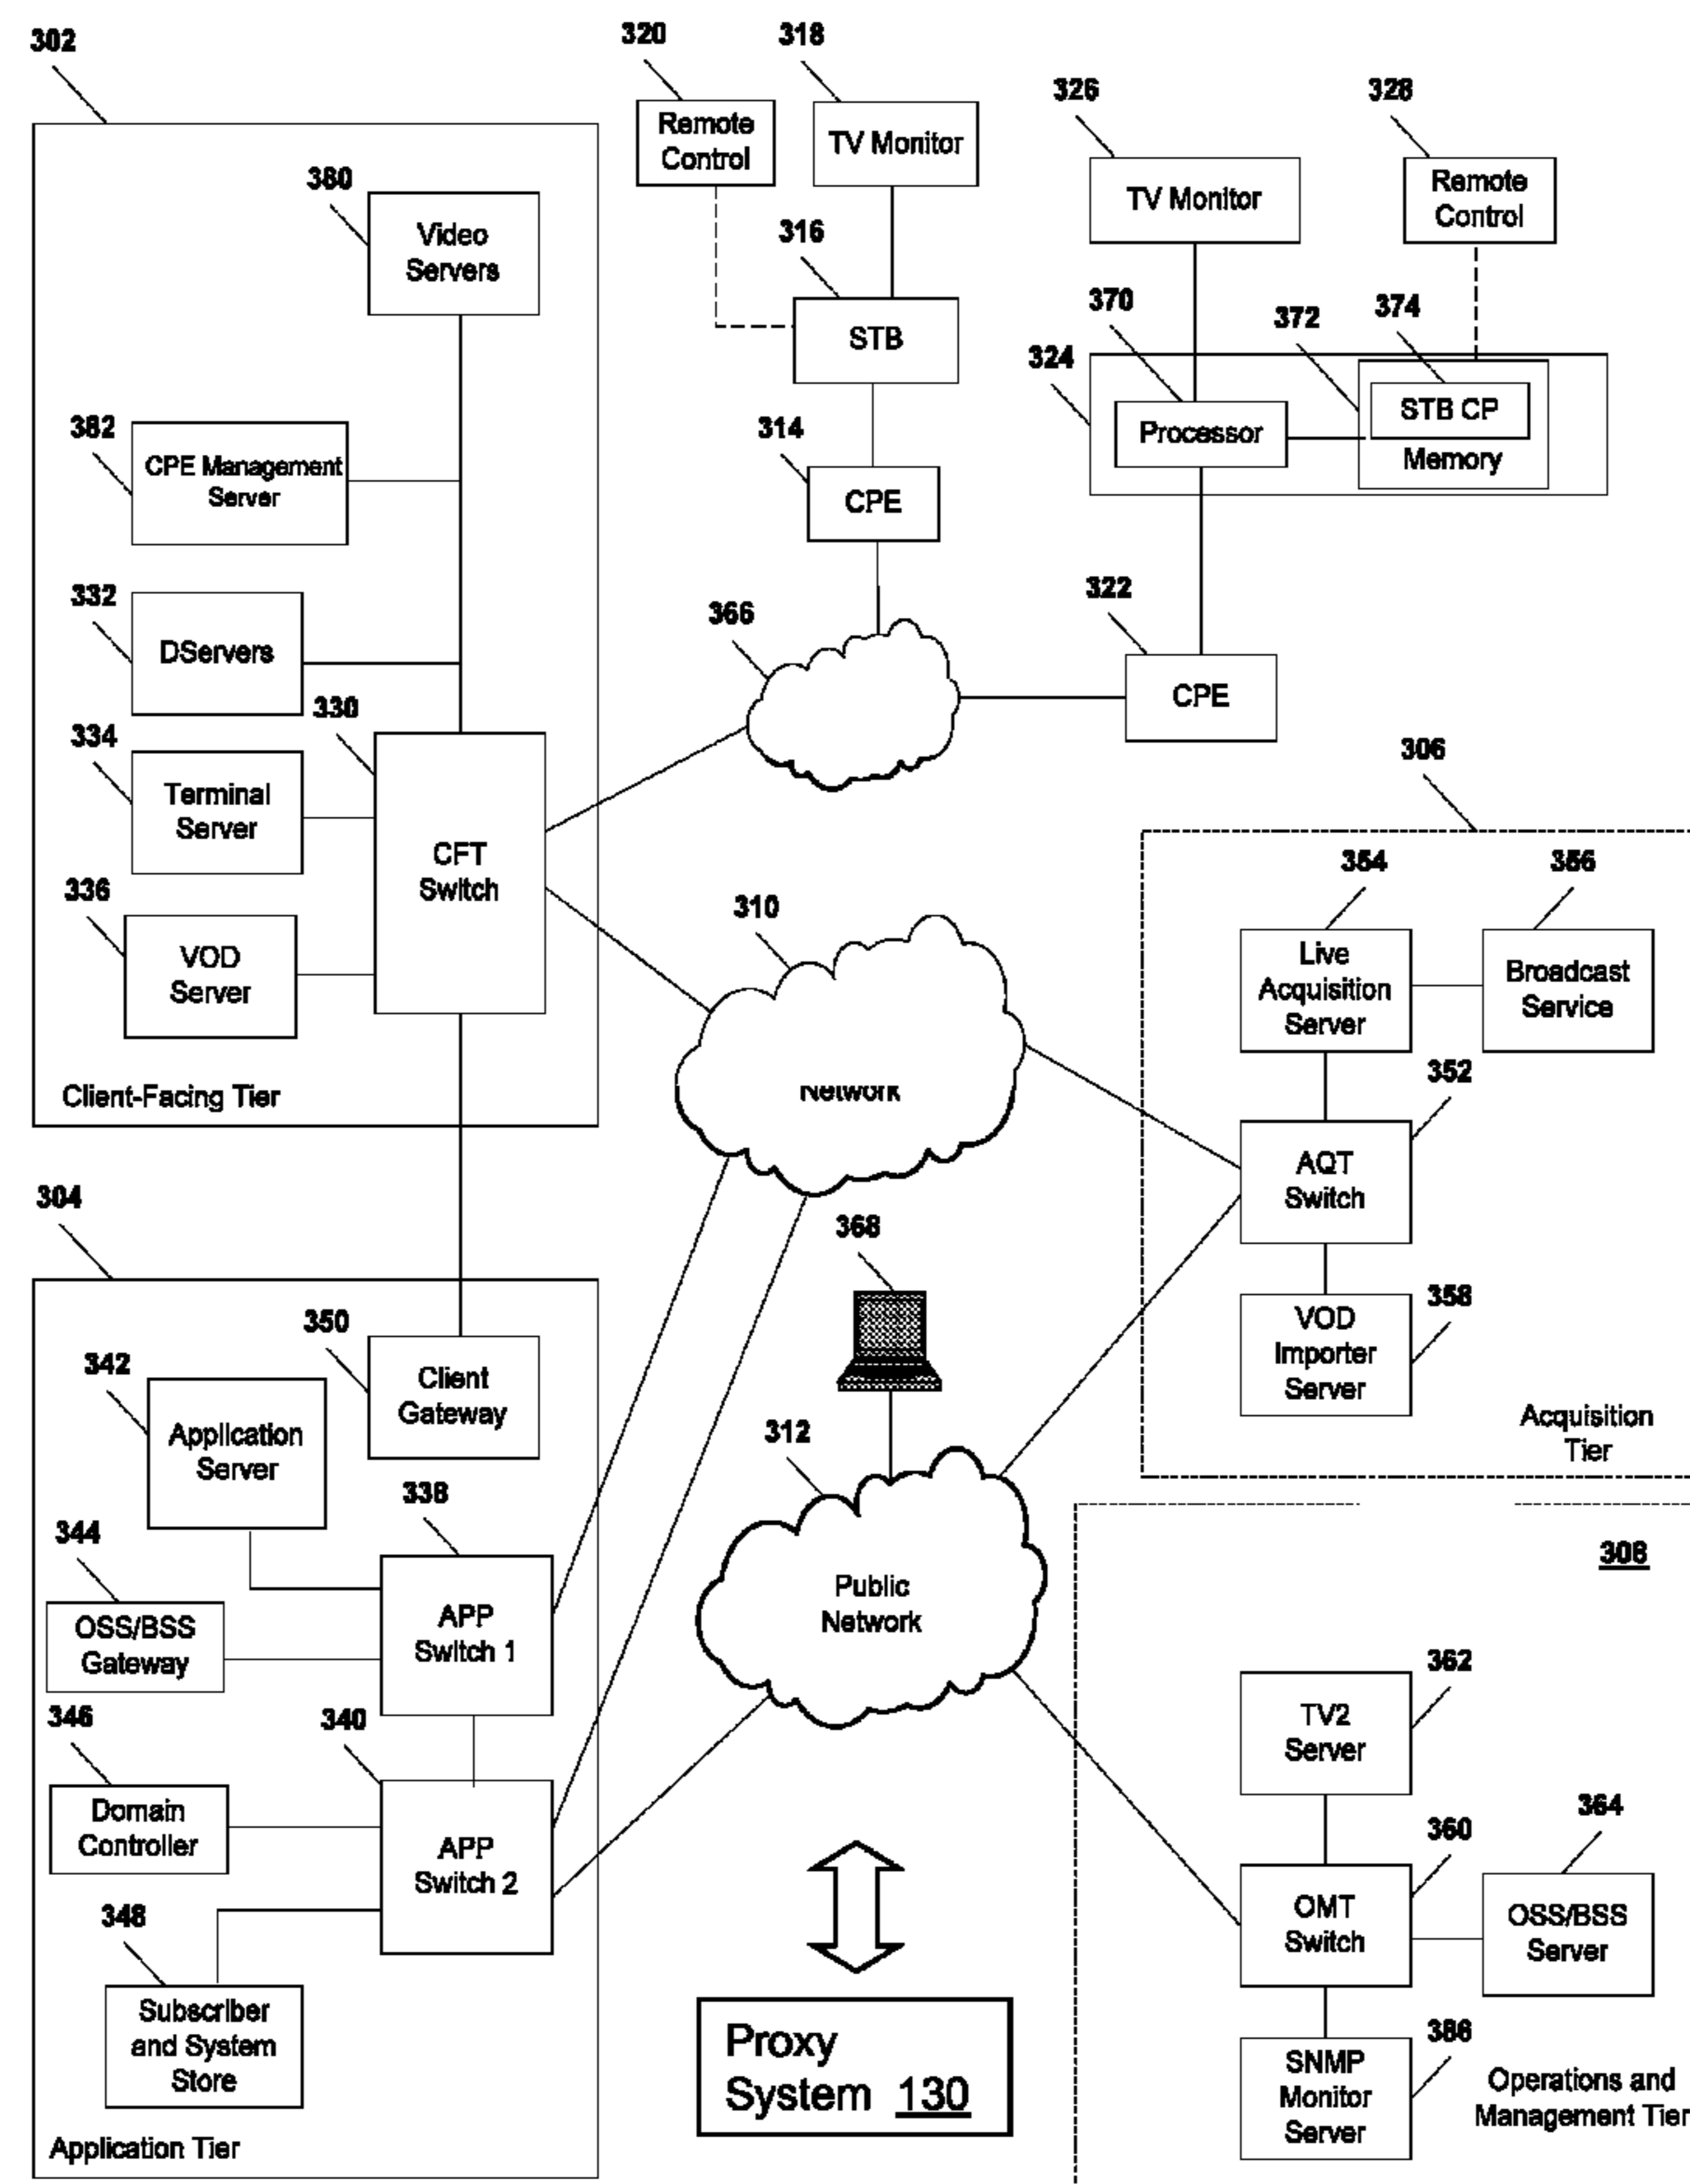 302
320
318
326
328
Remote
Control
TV Monitor
TV Monitor
Remote
Control
380
Video
Servers
316
STB
370
372
374
324
Processor
STB CP
Memory
382
CPE Management
Server
314
CPE
332
DServers
366
322
CPE
330
334
Terminal
Server
CFT
Switch
336
VOD
Server
Client-Facing Tier
310
Network
306
354
356
Live
Acquisition
Server
Broadcast
Service
352
AQT
Switch
358
VOD
Importer
Server
Acquisition
Tier
304
350
Client
Gateway
342
Application
Server
338
APP
Switch 1
344
OSS/BSS
Gateway
346
Domain
Controller
340
APP
Switch 2
348
Subscriber
and System
Store
Application Tier
368
312
Public
Network
Proxy
System 130
308
362
TV2
Server
360
OMT
Switch
364
OSS/BSS
Server
386
SNMP
Monitor
Server
Operations and
Management Tier